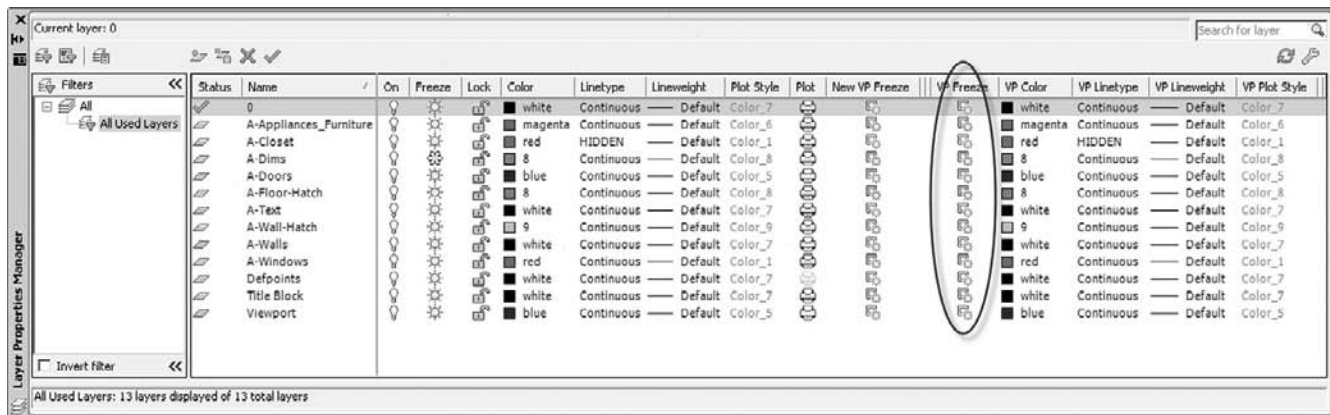 Current layer: 0
Search for layer
Filters
All
All Used Layers
Invert filter
Status Name / On Freeze Lock Color Linetype Lineweight Plot Style Plot New VP Freeze VP Freeze VP Color VP Linetype VP Lineweight VP Plot Style
0 white Continuous Default Color_7 white Continuous Default Color_7
A-Appliances_Furniture magenta Continuous Default Color_6 magenta Continuous Default Color_6
A-Closet red HIDDEN Default Color_1 red HIDDEN Default Color_1
A-Dims 8 Continuous Default Color_8 8 Continuous Default Color_8
A-Doors blue Continuous Default Color_5 blue Continuous Default Color_5
A-Floor-Hatch 8 Continuous Default Color_8 8 Continuous Default Color_8
A-Text white Continuous Default Color_7 white Continuous Default Color_7
A-Wall-Hatch 9 Continuous Default Color_9 9 Continuous Default Color_9
A-Walls white Continuous Default Color_7 white Continuous Default Color_7
A-Windows red Continuous Default Color_1 red Continuous Default Color_1
Defpoints white Continuous Default Color_7 white Continuous Default Color_7
Title Block white Continuous Default Color_7 white Continuous Default Color_7
Viewport blue Continuous Default Color_5 blue Continuous Default Color_5
All Used Layers: 13 layers displayed of 13 total layers
Layer Properties Manager